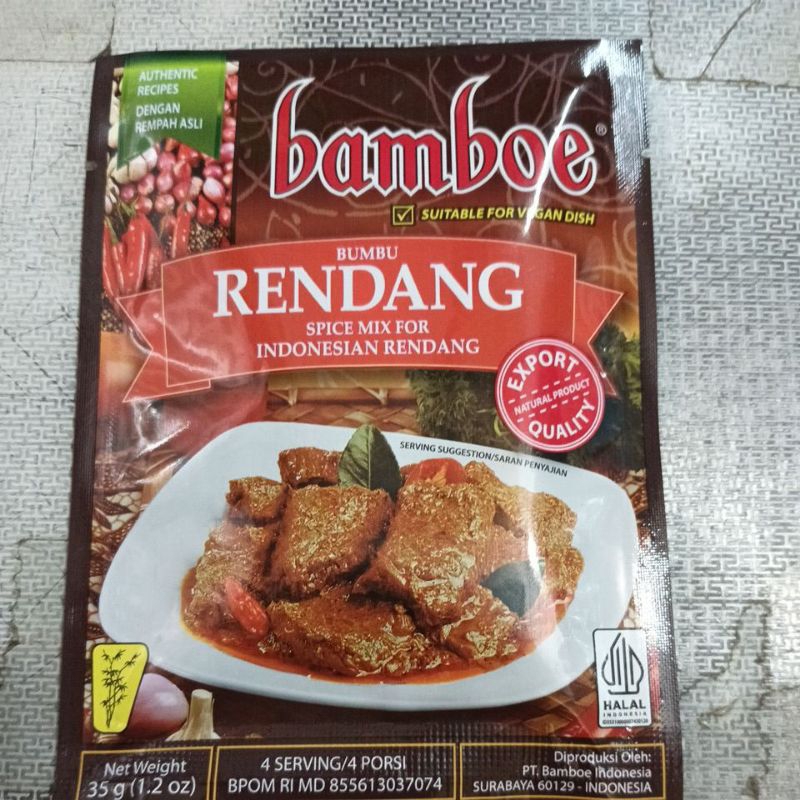 AUTHENTIC
RECIPES
DENGAN
REMPAH ASLI
bamboe®
SUITABLE FOR VEGAN DISH
BUMBU
RENDANG
SPICE MIX FOR
INDONESIAN RENDANG
EXPORT
NATURAL PRODUCT
QUALITY
SERVING SUGGESTION/SARAN PENYAJIAN
HALAL
INDONESIA
Net Weight
35 g (1.2 oz)
4 SERVING/4 PORSI
BPOM RI MD 855613037074
Diproduksi Oleh:
PT. Bamboe Indonesia
SURABAYA 60129 - INDONESIA